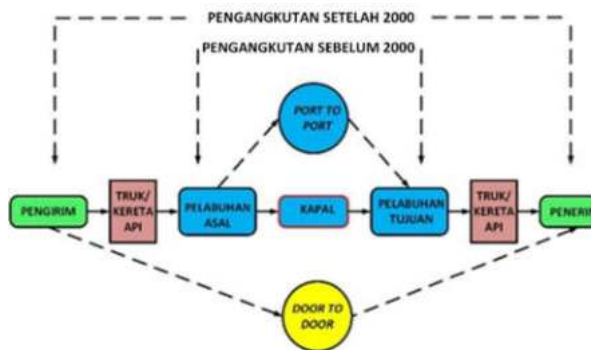 PENGANGKUTAN SETELAH 2000
PENGANGKUTAN SEBELUM 2000
PORT TO
PORT
PENGIRIM
TRUK/
KERETA
API
PELABUHAN
ASAL
KAPAL
PELABUHAN
TUJUAN
TRUK/
KERETA
API
PENERIM
DOOR TO
DOOR